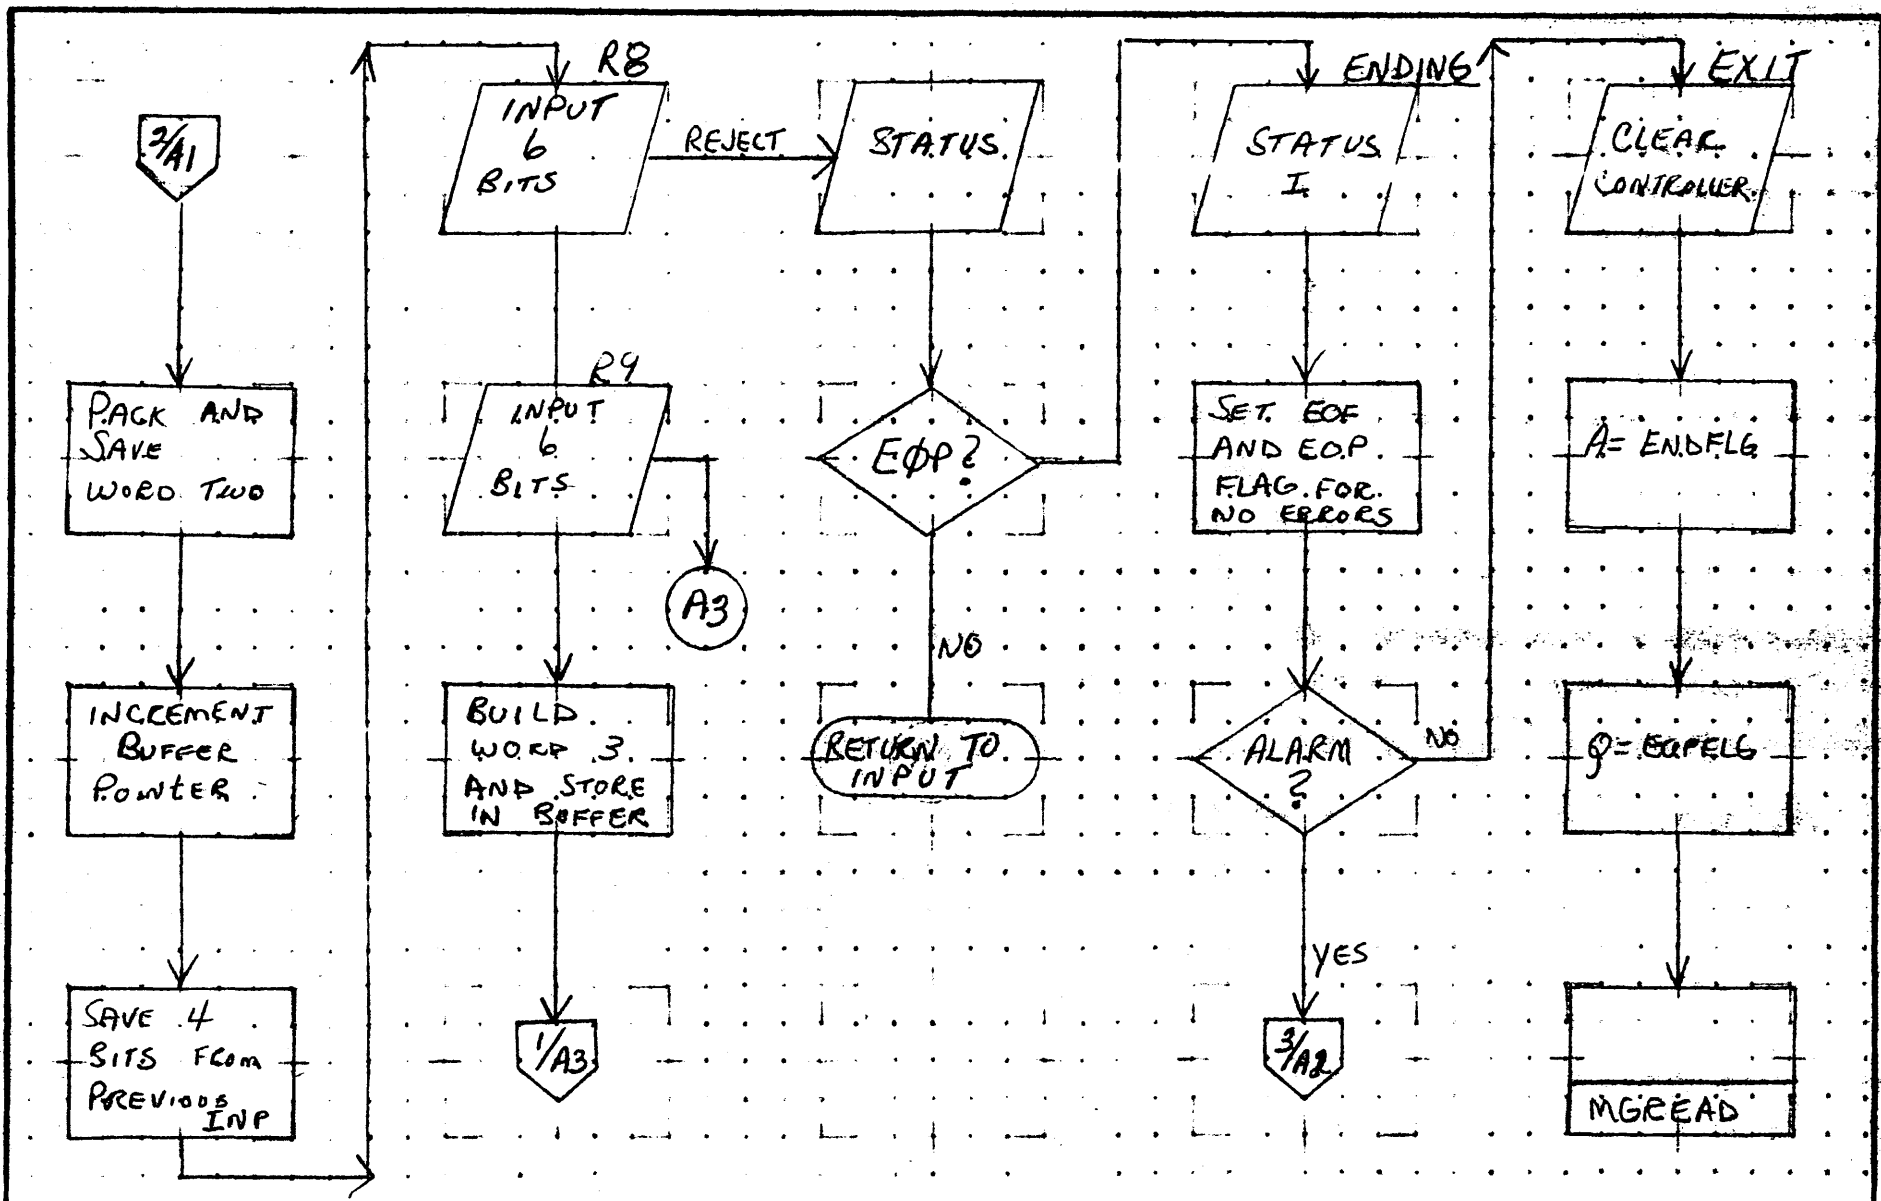 2/A1
PACK AND
SAVE
WORD TWO
INCREMENT
BUFFER
POINTER
SAVE 4
BITS FROM
PREVIOUS
INP
R8
INPUT
6
BITS
REJECT
R9
INPUT
6
BITS
A3
BUILD
WORD 3
AND STORE
IN BUFFER
1/A3
STATUS
EØP?
NO
RETURN TO
INPUT
ENDING
STATUS
I
SET EOF
AND EOP
FLAG FOR
NO ERRORS
ALARM
?
NO
YES
3/A2
EXIT
CLEAR
CONTROLLER
A= ENDFLG
Q= EOPFLG
MGREAD